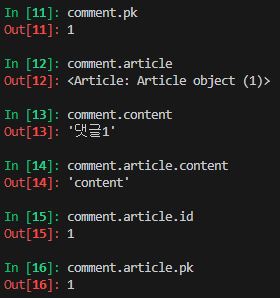 In [11]: comment.pk
Out[11]: 1
In [12]: comment.article
Out[12]: <Article: Article object (1)>
In [13]: comment.content
Out[13]: '댓글1'
In [14]: comment.article.content
Out[14]: 'content'
In [15]: comment.article.id
Out[15]: 1
In [16]: comment.article.pk
Out[16]: 1